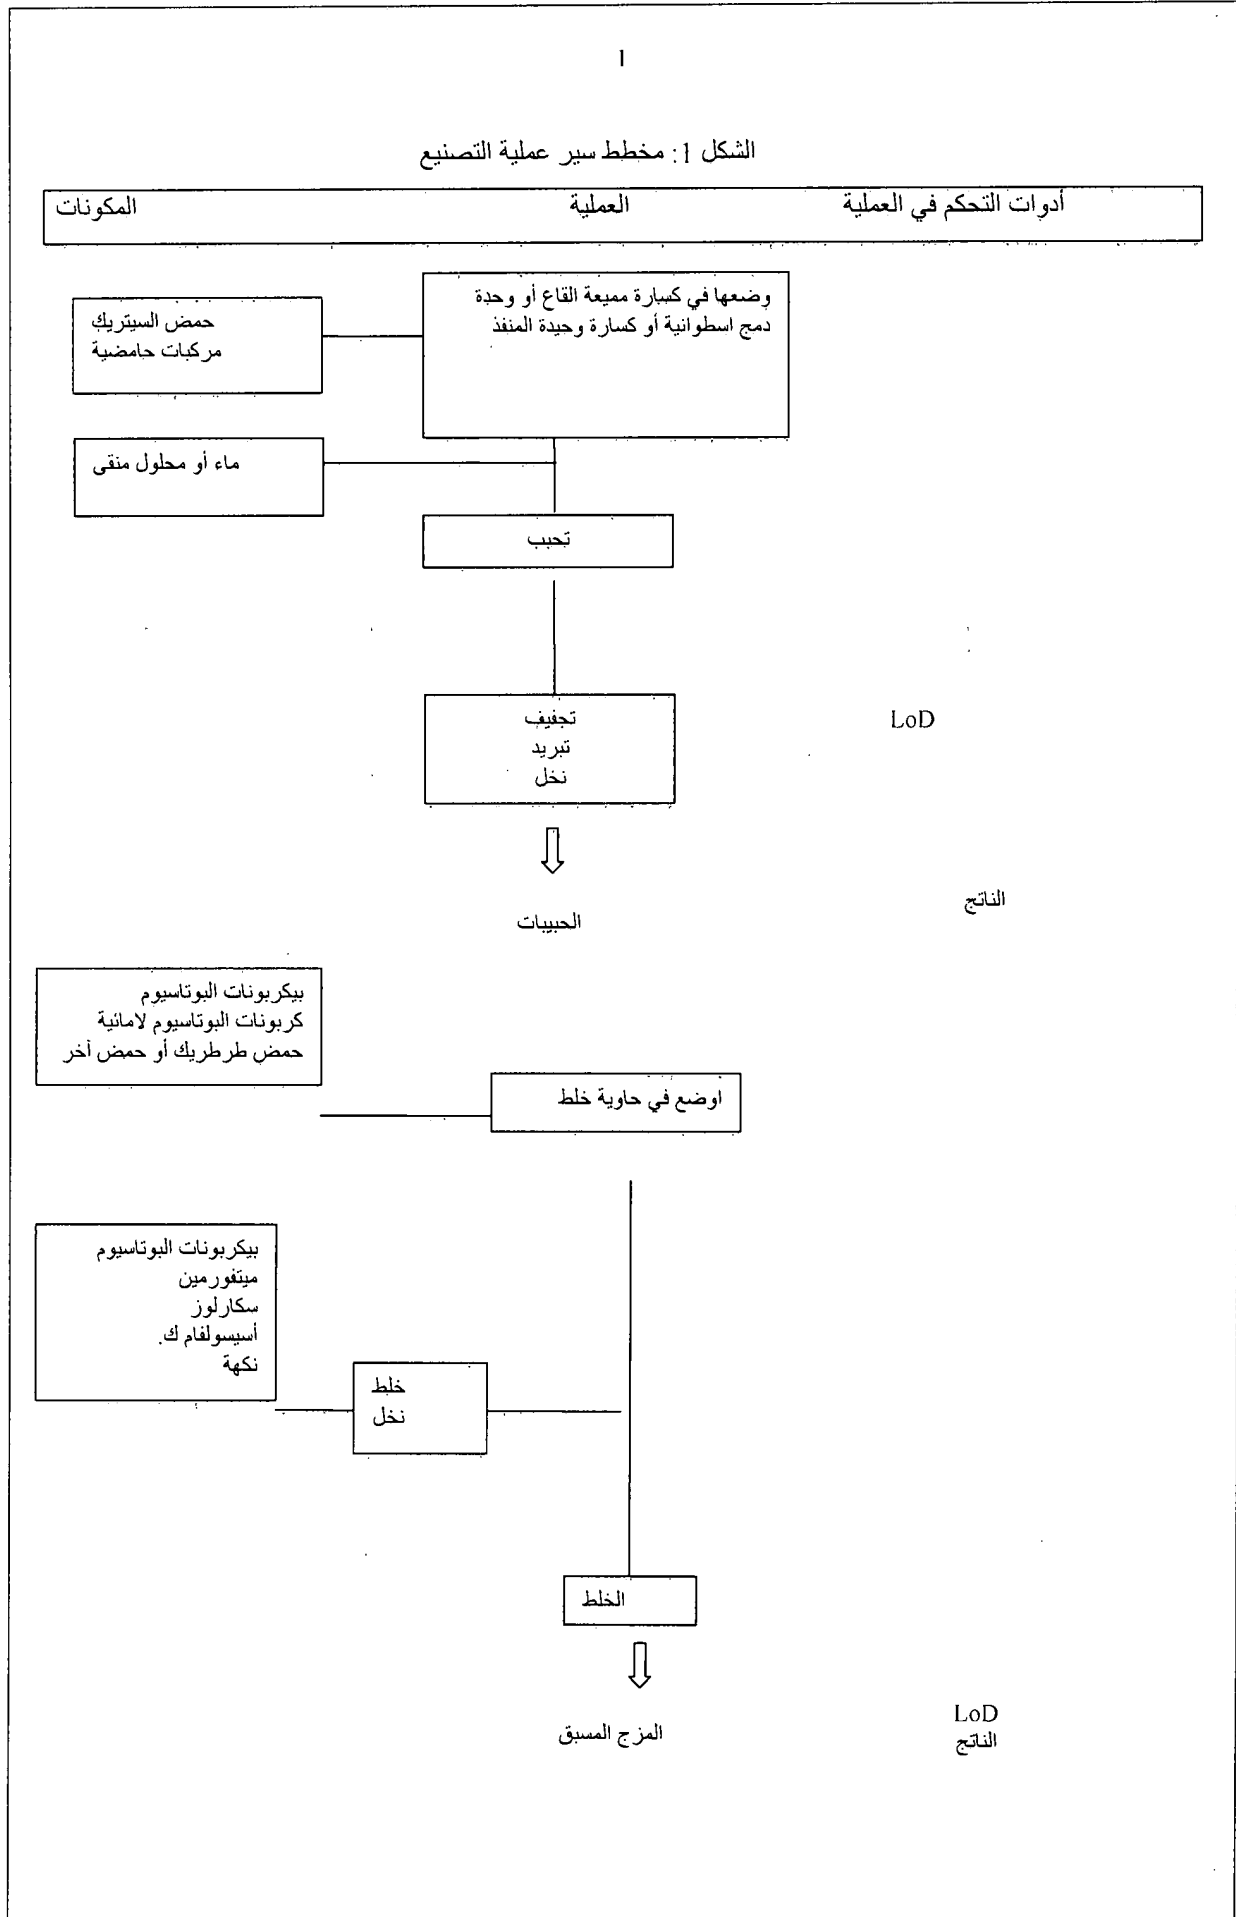 1
الشكل 1: مخطط سير عملية التصنيع
أدوات التحكم في العملية العملية المكونات
وضعها في كسارة مميعة القاع أو وحدة
دمج اسطوانية أو كسارة وحيدة المنفذ
حمض السيتريك
مركبات حامضية
ماء أو محلول منقى
تحبب
تجفيف
تبريد
نخل
LoD
الحبيبات
الناتج
بيكربونات البوتاسيوم
كربونات البوتاسيوم لامائية
حمض طرطريك أو حمض آخر
اوضع في حاوية خلط
بيكربونات البوتاسيوم
ميتفورمين
سكارلوز
أسيسولفام ك.
نكهة
خلط
نخل
الخلط
المزج المسبق
LoD
الناتج